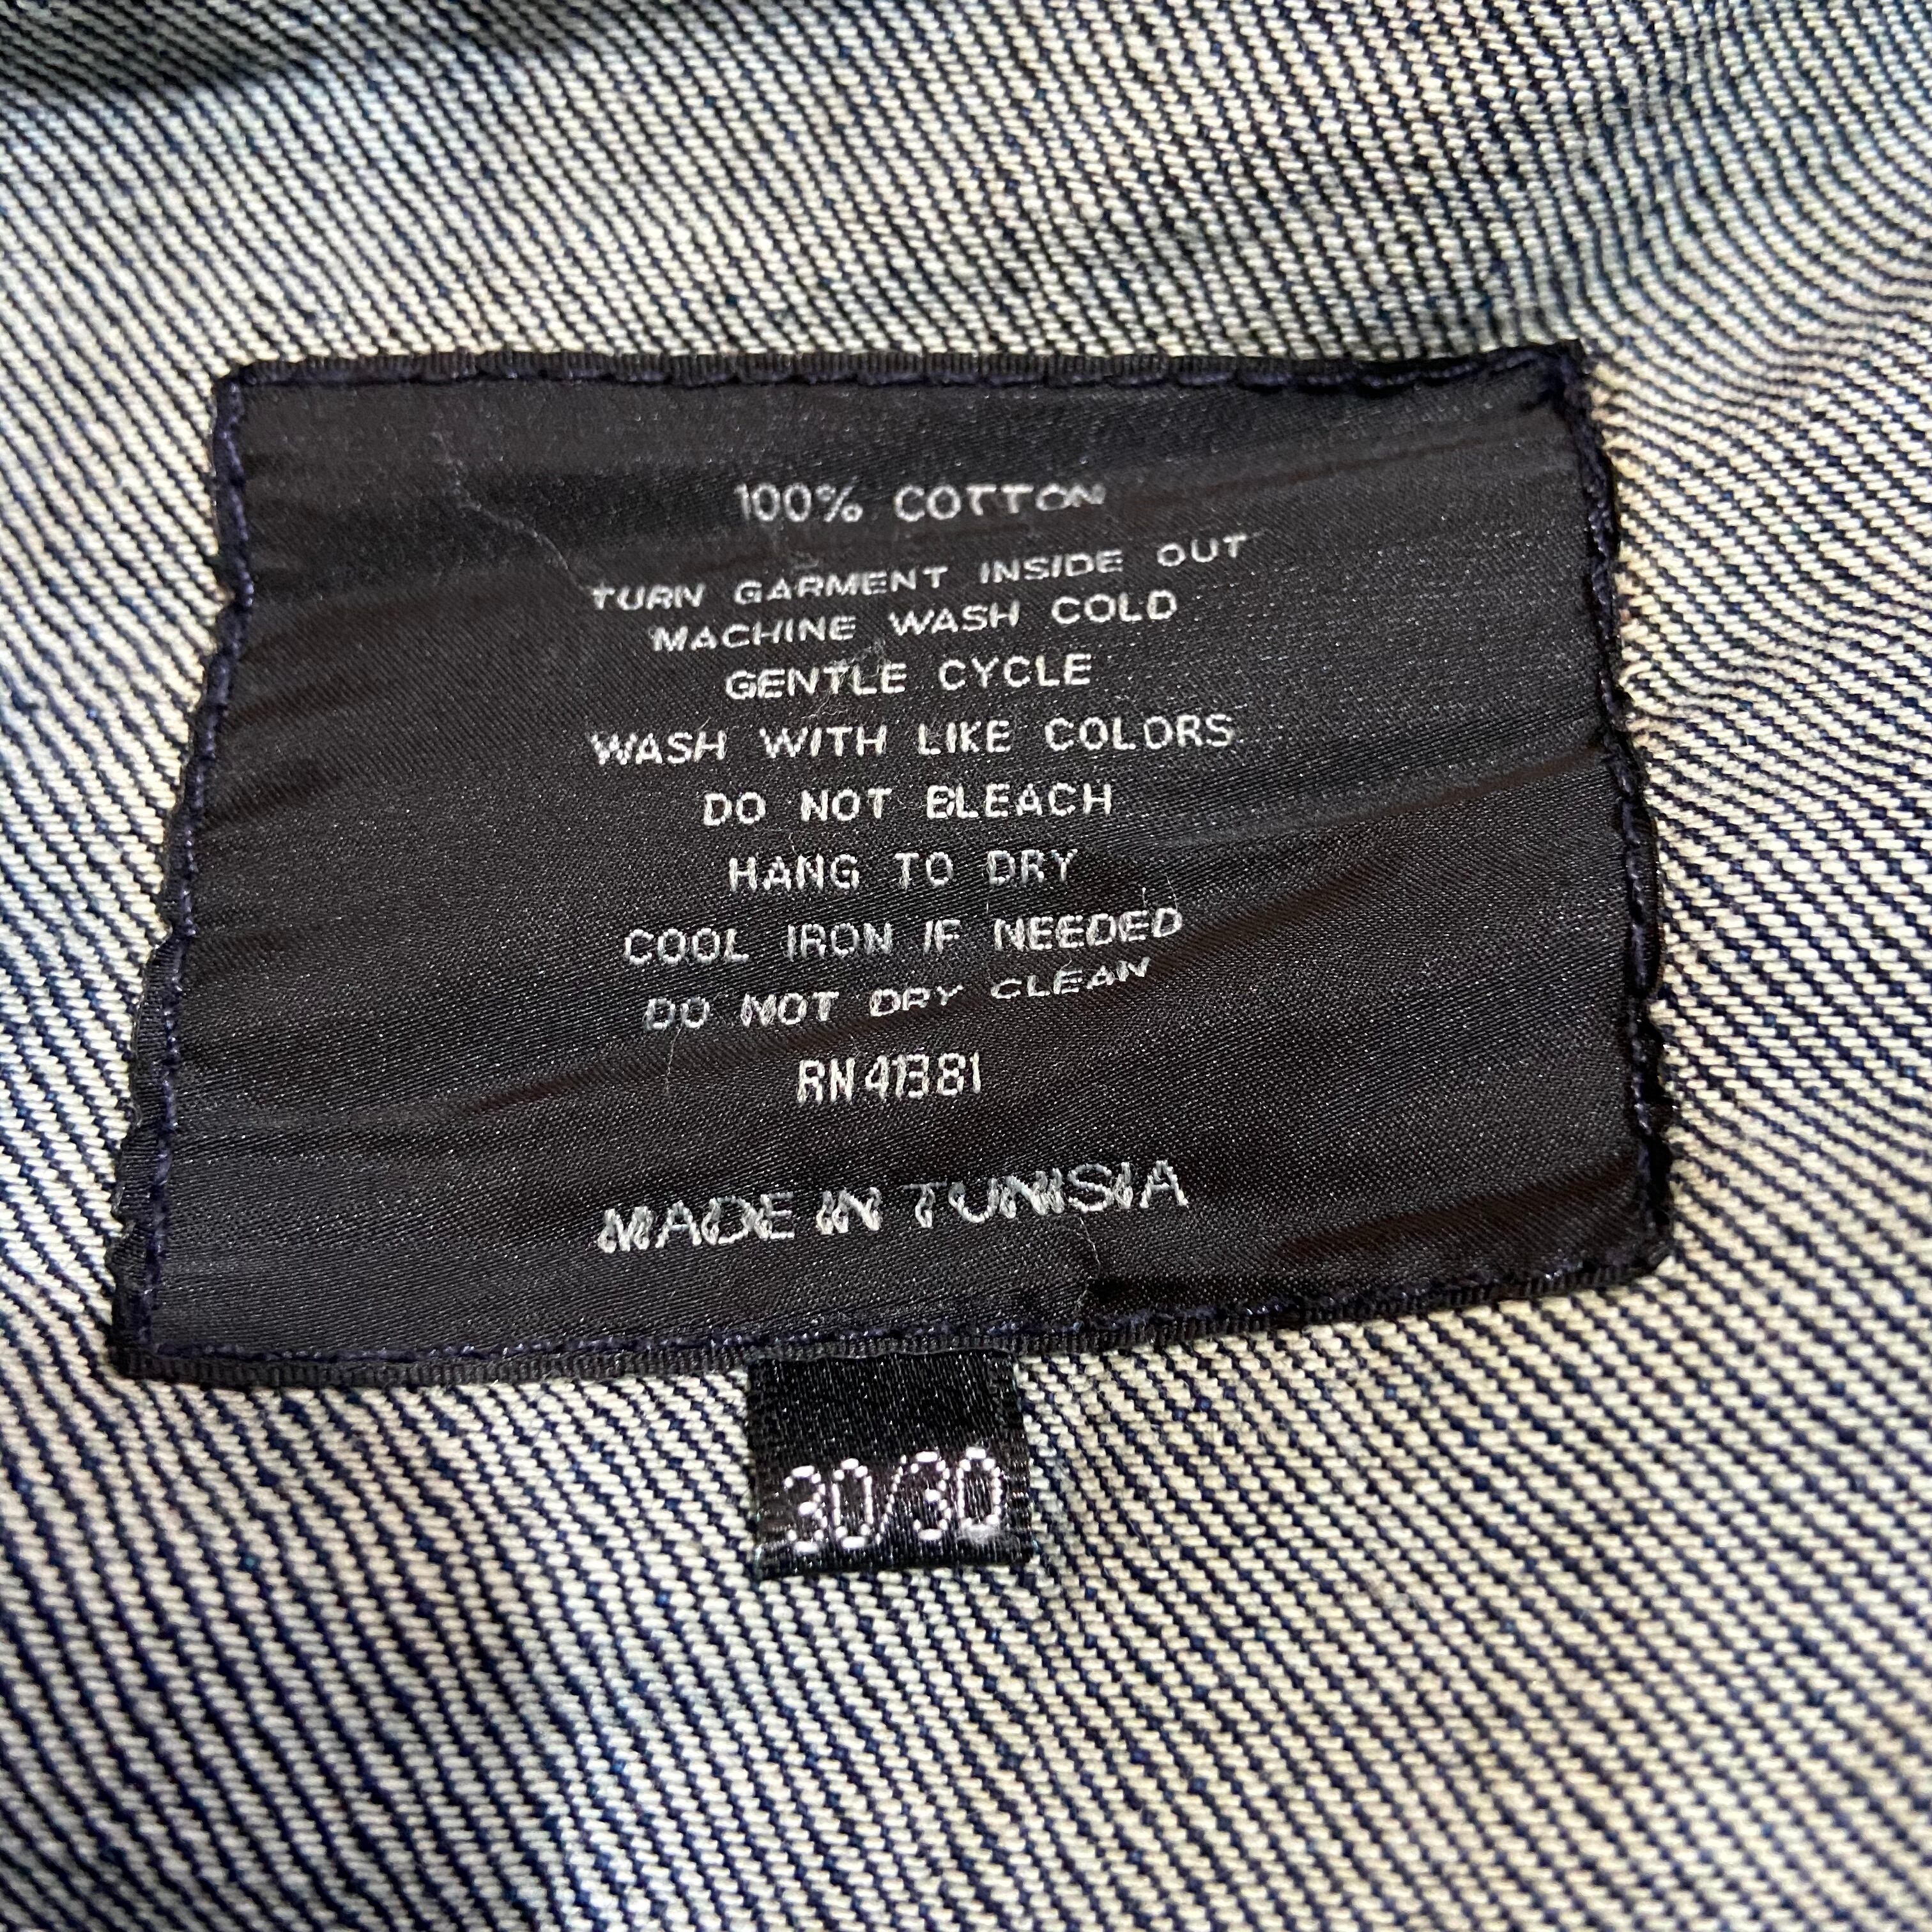 100% COTTON
TURN GARMENT INSIDE OUT
MACHINE WASH COLD
GENTLE CYCLE
WASH WITH LIKE COLORS
DO NOT BLEACH
HANG TO DRY
COOL IRON IF NEEDED
DO NOT DRY CLEAN
RN41381
MADE IN TUNISIA
30/30